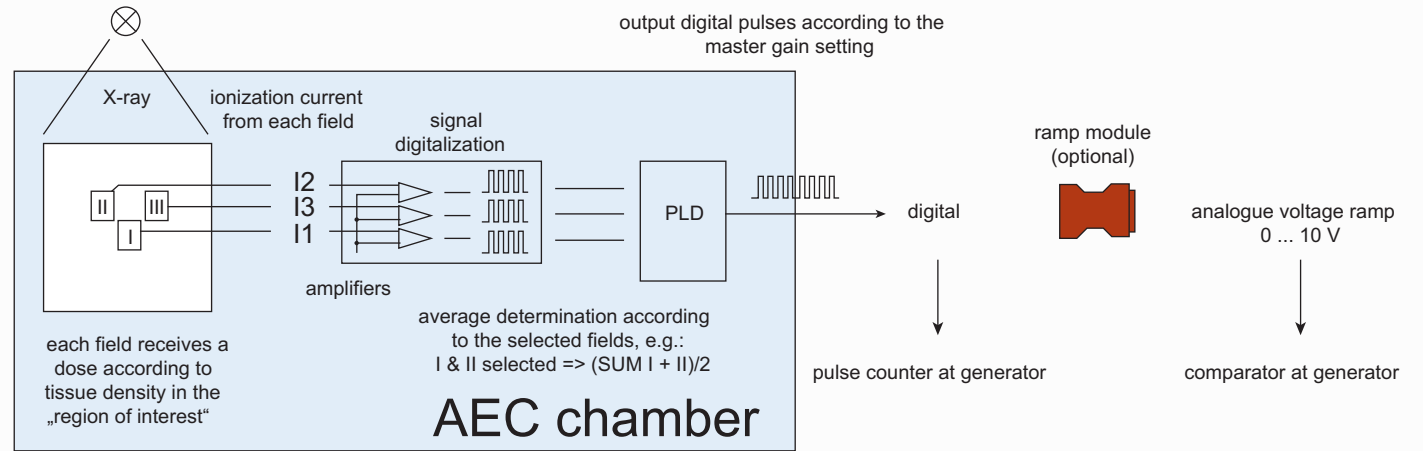 output digital pulses according to the
master gain setting
X-ray
ionization current
from each field
signal
digitalization
ramp module
(optional)
I2
I3
I1
II
III
I
PLD
digital
analogue voltage ramp
0 ... 10 V
amplifiers
each field receives a
dose according to
tissue density in the
„region of interest“
average determination according
to the selected fields, e.g.:
I & II selected => (SUM I + II)/2
pulse counter at generator
comparator at generator
AEC chamber